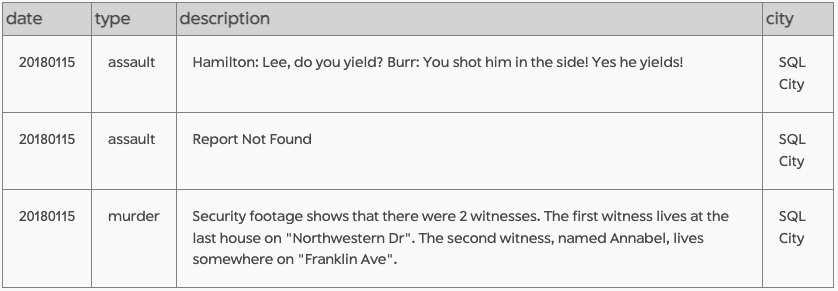 date type description city
20180115 assault Hamilton: Lee, do you yield? Burr: You shot him in the side! Yes he yields! SQL
City
20180115 assault Report Not Found SQL
City
20180115 murder Security footage shows that there were 2 witnesses. The first witness lives at the SQL
last house on "Northwestern Dr". The second witness, named Annabel, lives City
somewhere on "Franklin Ave".